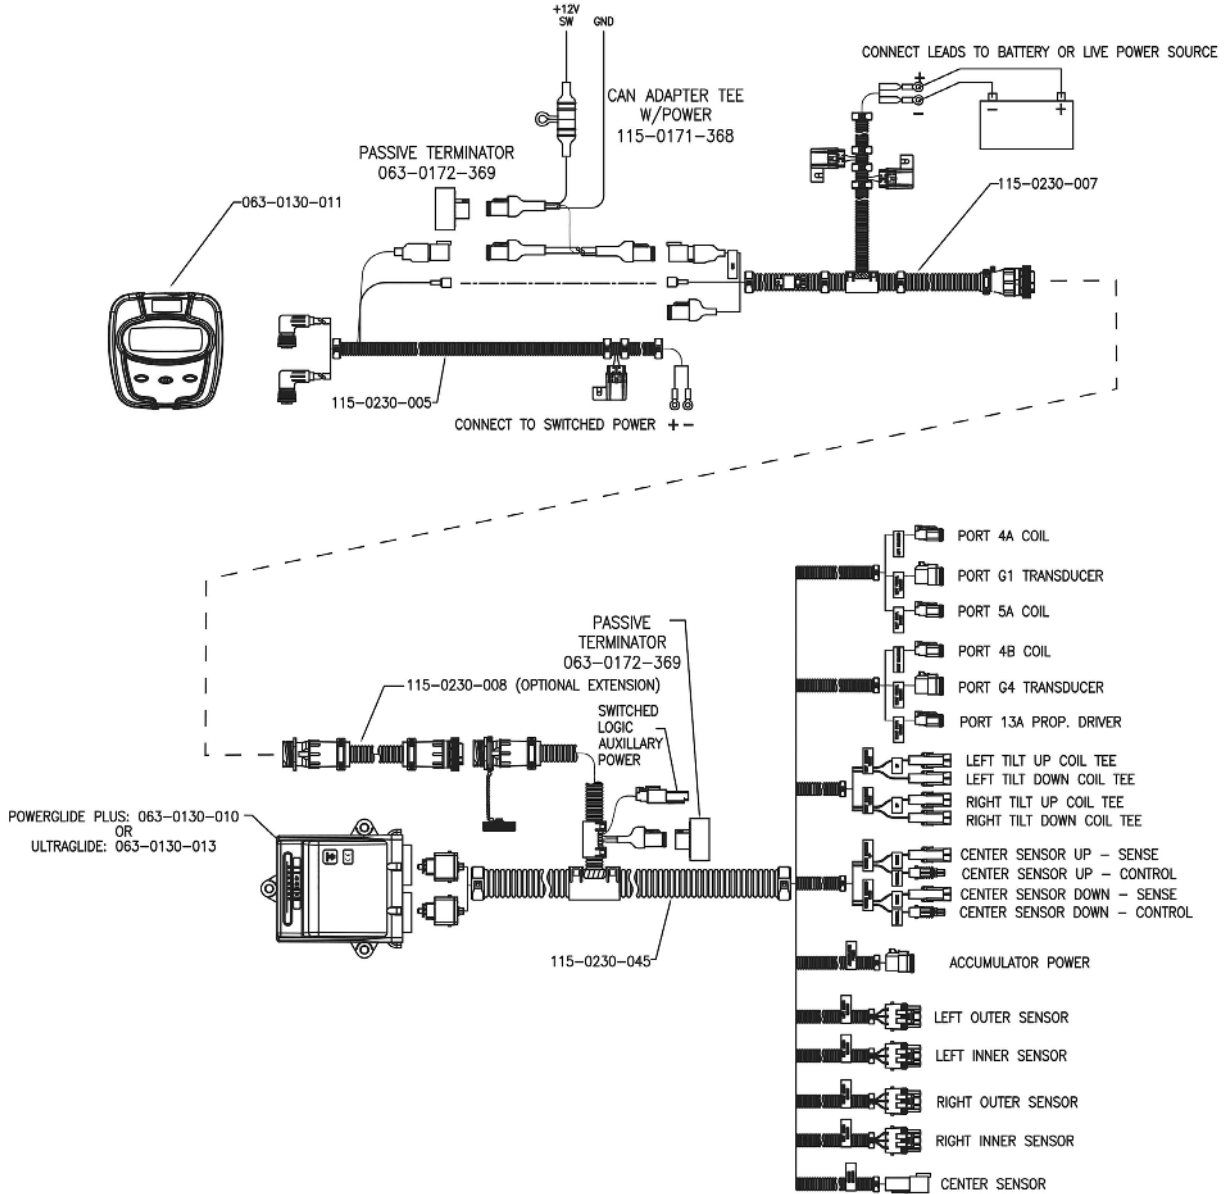 +12V
SW
GND
CONNECT LEADS TO BATTERY OR LIVE POWER SOURCE
+
-
- +
CAN ADAPTER TEE
W/POWER
115-0171-368
PASSIVE TERMINATOR
063-0172-369
063-0130-011
115-0230-007
115-0230-005
CONNECT TO SWITCHED POWER + -
PORT 4A COIL
PORT G1 TRANSDUCER
PORT 5A COIL
PORT 4B COIL
PORT G4 TRANSDUCER
PORT 13A PROP. DRIVER
PASSIVE
TERMINATOR
063-0172-369
115-0230-008 (OPTIONAL EXTENSION)
SWITCHED
LOGIC
AUXILLARY
POWER
LEFT TILT UP COIL TEE
LEFT TILT DOWN COIL TEE
RIGHT TILT UP COIL TEE
RIGHT TILT DOWN COIL TEE
POWERGLIDE PLUS: 063-0130-010
OR
ULTRAGLIDE: 063-0130-013
CENTER SENSOR UP - SENSE
CENTER SENSOR UP - CONTROL
CENTER SENSOR DOWN - SENSE
CENTER SENSOR DOWN - CONTROL
115-0230-045
ACCUMULATOR POWER
LEFT OUTER SENSOR
LEFT INNER SENSOR
RIGHT OUTER SENSOR
RIGHT INNER SENSOR
CENTER SENSOR